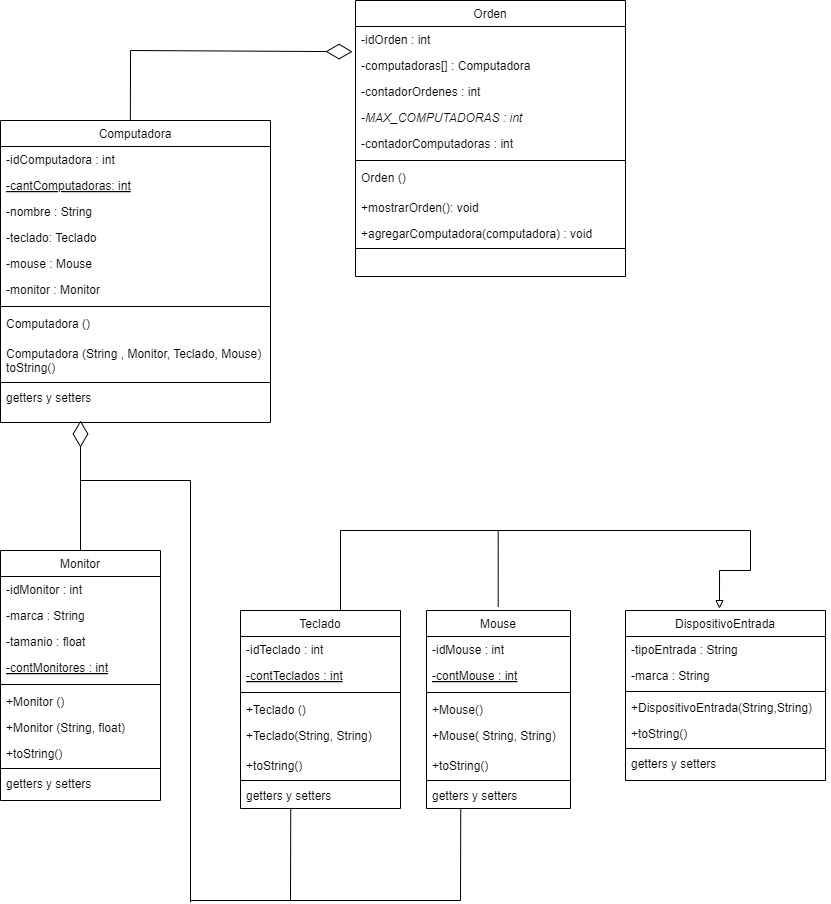 Orden
-idOrden : int
-computadoras[] : Computadora
-contadorOrdenes : int
-MAX_COMPUTADORAS : int
-contadorComputadoras : int
Orden ()
+mostrarOrden(): void
+agregarComputadora(computadora) : void
Computadora
-idComputadora : int
-cantComputadoras: int
-nombre : String
-teclado: Teclado
-mouse : Mouse
-monitor : Monitor
Computadora ()
Computadora (String , Monitor, Teclado, Mouse)
toString()
getters y setters
Monitor
-idMonitor : int
-marca : String
-tamanio : float
-contMonitores : int
+Monitor ()
+Monitor (String, float)
+toString()
getters y setters
Teclado
-idTeclado : int
-contTeclados : int
+Teclado ()
+Teclado(String, String)
+toString()
getters y setters
Mouse
-idMouse : int
-contMouse : int
+Mouse()
+Mouse( String, String)
+toString()
getters y setters
DispositivoEntrada
-tipoEntrada : String
-marca : String
+DispositivoEntrada(String,String)
+toString()
getters y setters